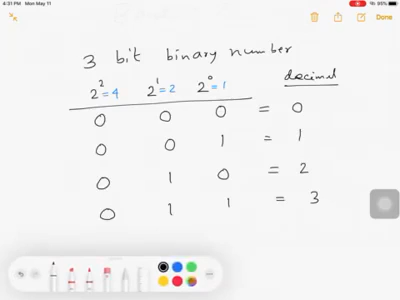 4:31 PM Mon May 11
95%
Done
3 bit binary number
2² =4 2¹ =2 2⁰ =1 decimal
0 0 0 = 0
0 0 1 = 1
0 1 0 = 2
0 1 1 = 3